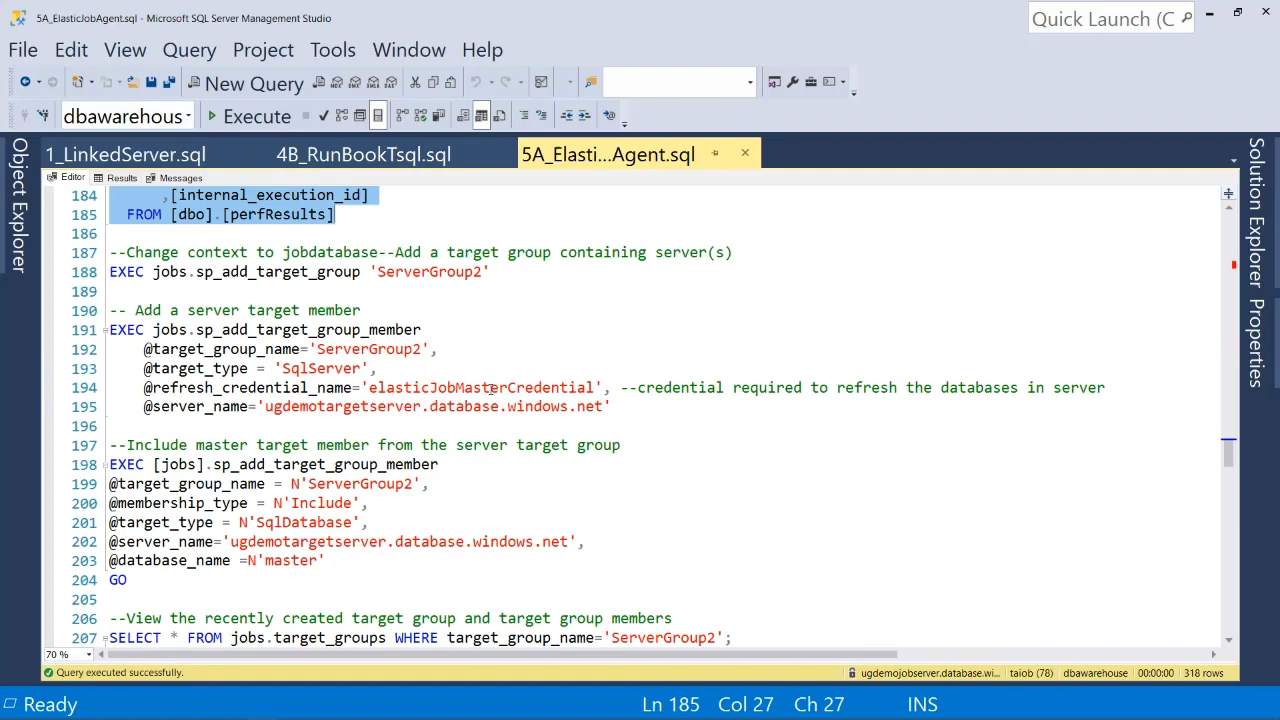 5A_ElasticJobAgent.sql - Microsoft SQL Server Management Studio
Quick Launch (C
File Edit View Query Project Tools Window Help
New Query
dbawarehous
Execute
1_LinkedServer.sql 4B_RunBookTsql.sql 5A_Elasti...Agent.sql
Editor Results Messages
Object Explorer
Solution Explorer
Properties
184 ,[internal_execution_id]
185 FROM [dbo].[perfResults]
186
187 --Change context to jobdatabase--Add a target group containing server(s)
188 EXEC jobs.sp_add_target_group 'ServerGroup2'
189
190 -- Add a server target member
191 EXEC jobs.sp_add_target_group_member
192 @target_group_name='ServerGroup2',
193 @target_type = 'SqlServer',
194 @refresh_credential_name='elasticJobMasterCredential', --credential required to refresh the databases in server
195 @server_name='ugdemotargetserver.database.windows.net'
196
197 --Include master target member from the server target group
198 EXEC [jobs].sp_add_target_group_member
199 @target_group_name = N'ServerGroup2',
200 @membership_type = N'Include',
201 @target_type = N'SqlDatabase',
202 @server_name='ugdemotargetserver.database.windows.net',
203 @database_name =N'master'
204 GO
205
206 --View the recently created target group and target group members
207 SELECT * FROM jobs.target_groups WHERE target_group_name='ServerGroup2';
70 %
Query executed successfully. ugdemojobserver.database.wi... taiob (78) dbawarehouse 00:00:00 318 rows
Ready Ln 185 Col 27 Ch 27 INS